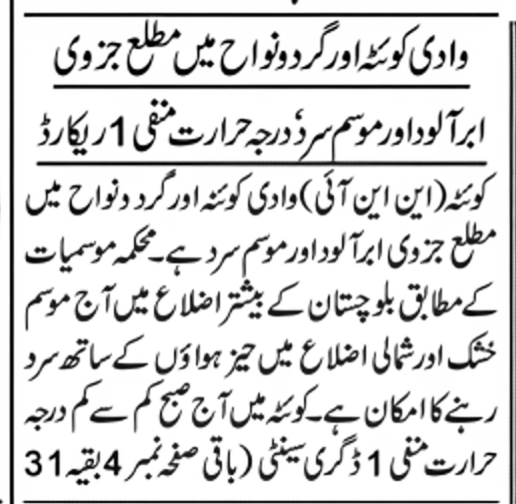 وادی کوئٹہ اور گردونواح میں مطلع جزوی
ابر آلود اور موسم سرد، درجہ حرارت منفی 1 ریکارڈ
کوئٹہ (این این آئی) وادی کوئٹہ اور گرد ونواح میں
مطلع جزوی ابر آلود اور موسم سرد ہے۔ محکمہ موسمیات
کے مطابق بلوچستان کے بیشتر اضلاع میں آج موسم
خشک اور شمالی اضلاع میں تیز ہواؤں کے ساتھ سرد
رہنے کا امکان ہے۔ کوئٹہ میں آج صبح کم سے کم درجہ
حرارت منفی 1 ڈگری سینٹی (باقی صفحہ نمبر 4 بقیہ 31